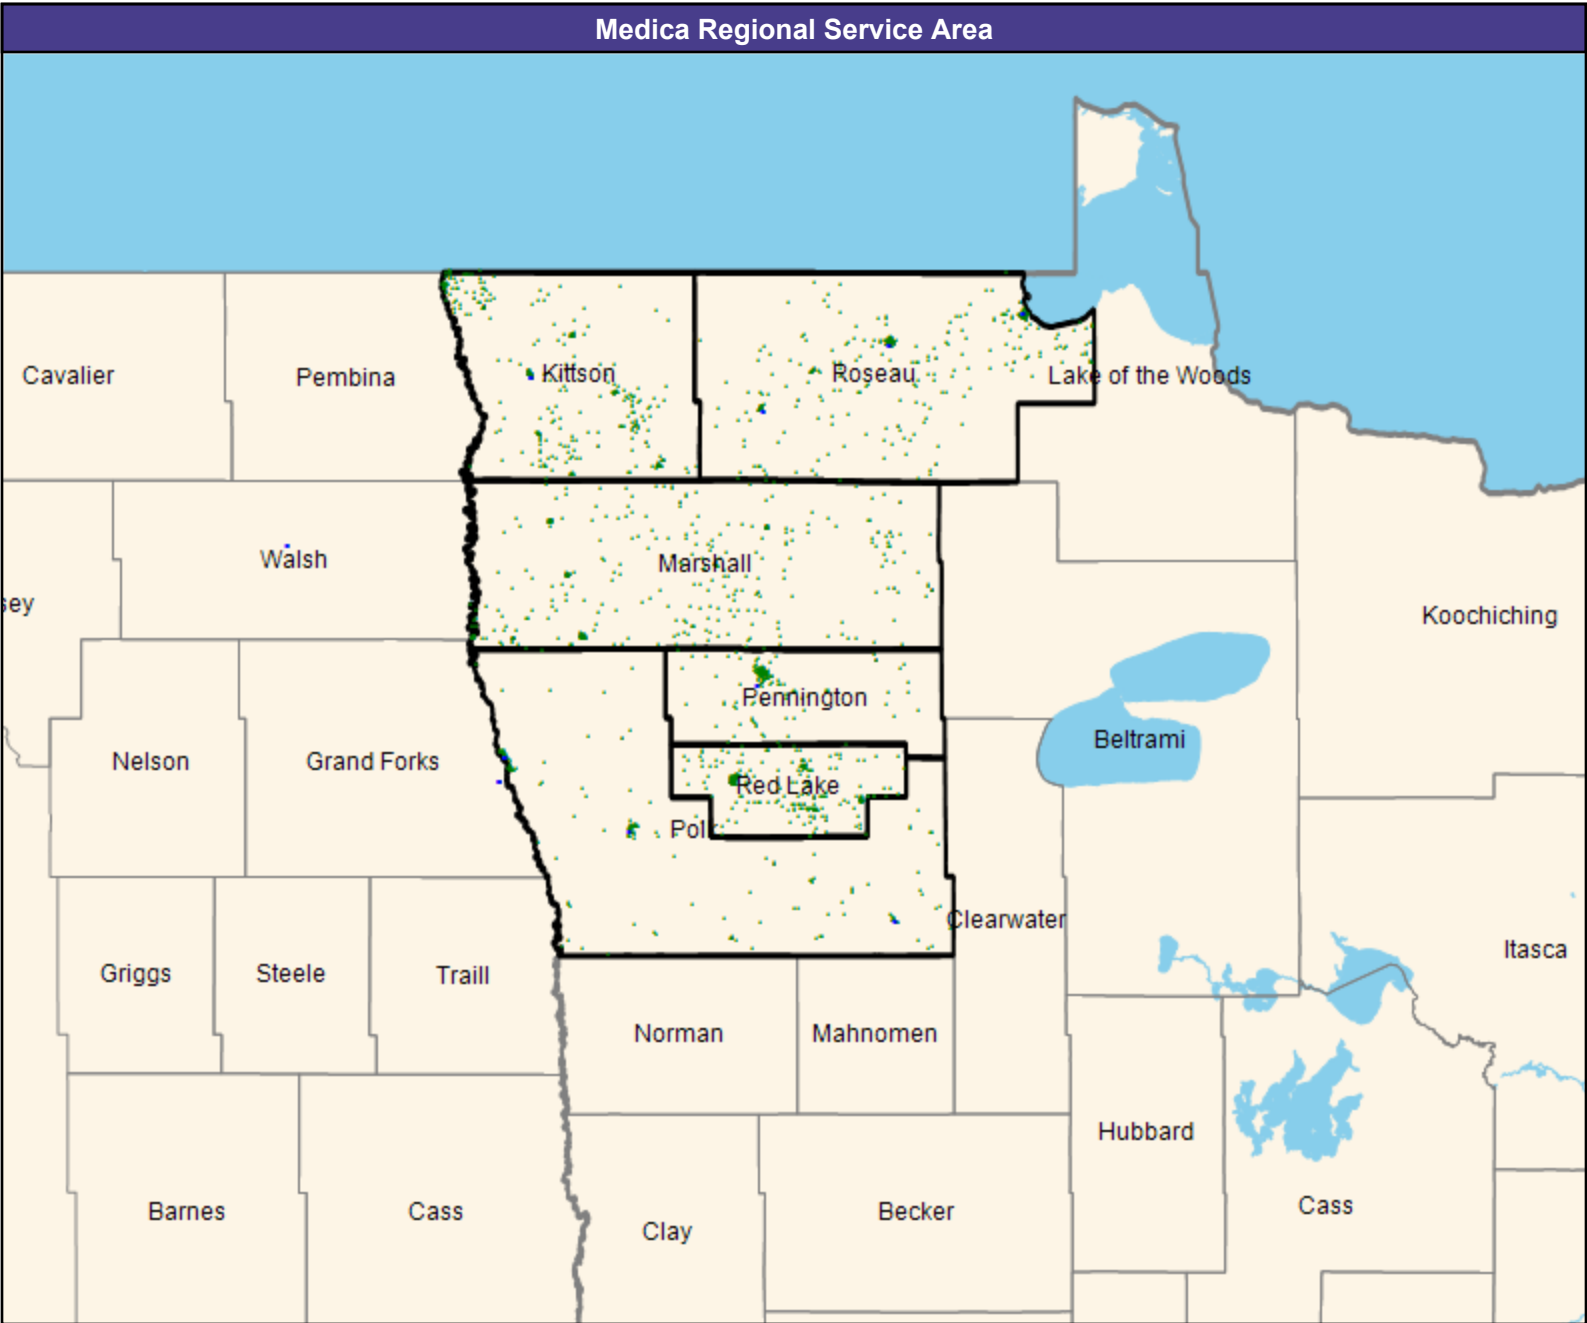 Medica Regional Service Area
Cavalier
Pembina
Kittson
Roseau
Lake of the Woods
Walsh
Marshall
sey
Koochiching
Nelson
Grand Forks
Pennington
Beltrami
Red Lake
Pol
Clearwater
Griggs
Steele
Traill
Itasca
Norman
Mahnomen
Hubbard
Barnes
Cass
Clay
Becker
Cass